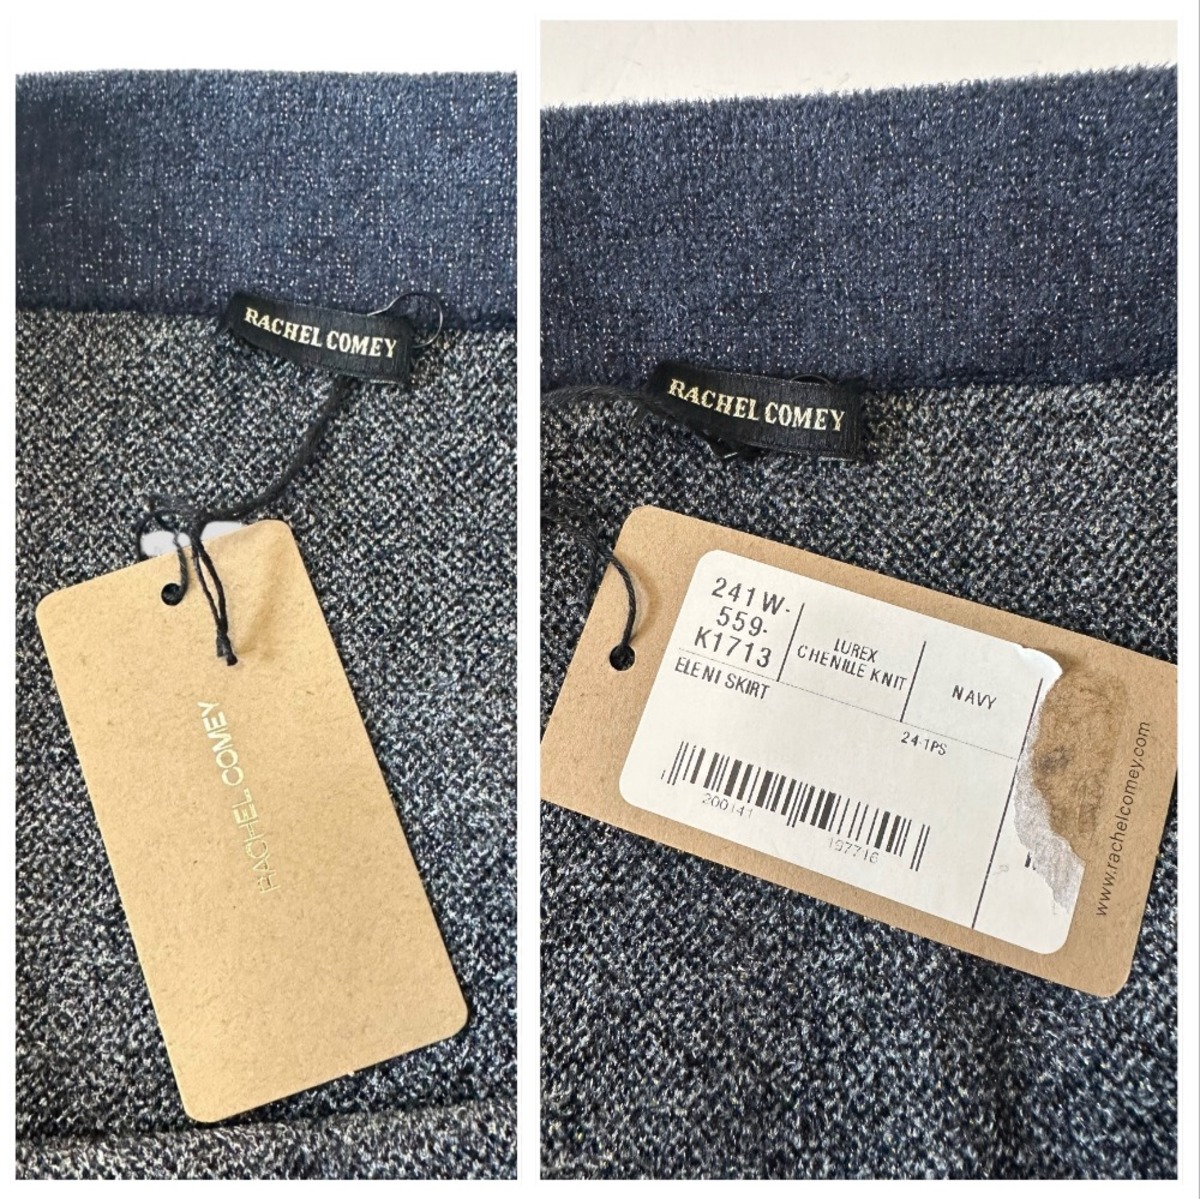 RACHEL COMEY
RACHEL COMEY
RACHEL COMEY
241W-
559-
K1713
LUREX
CHENILLE KNIT
NAVY
ELENI SKIRT
24-1PS
200141
197716
www.rachelcomey.com